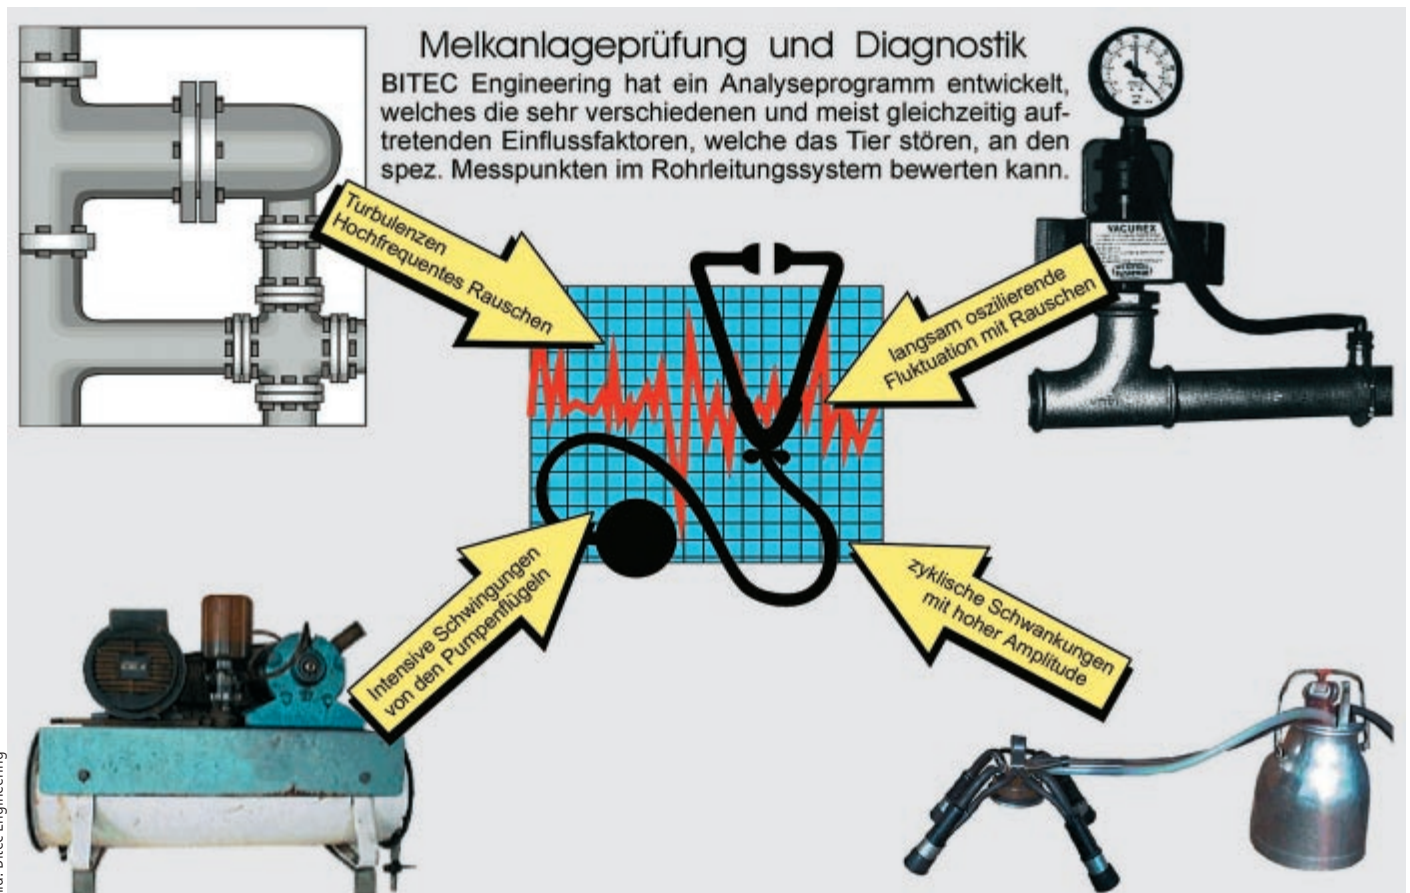 Melkanlageprüfung und Diagnostik
BITEC Engineering hat ein Analyseprogramm entwickelt,
welches die sehr verschiedenen und meist gleichzeitig auf-
tretenden Einflussfaktoren, welche das Tier stören, an den
spez. Messpunkten im Rohrleitungssystem bewerten kann.
Turbulenzen
Hochfrequentes Rauschen
VACUREX
langsam oszilierende
Fluktuation mit Rauschen
Intensive Schwingungen
von den Pumpenflügeln
zyklische Schwankungen
mit hoher Amplitude
Bitec Engineering